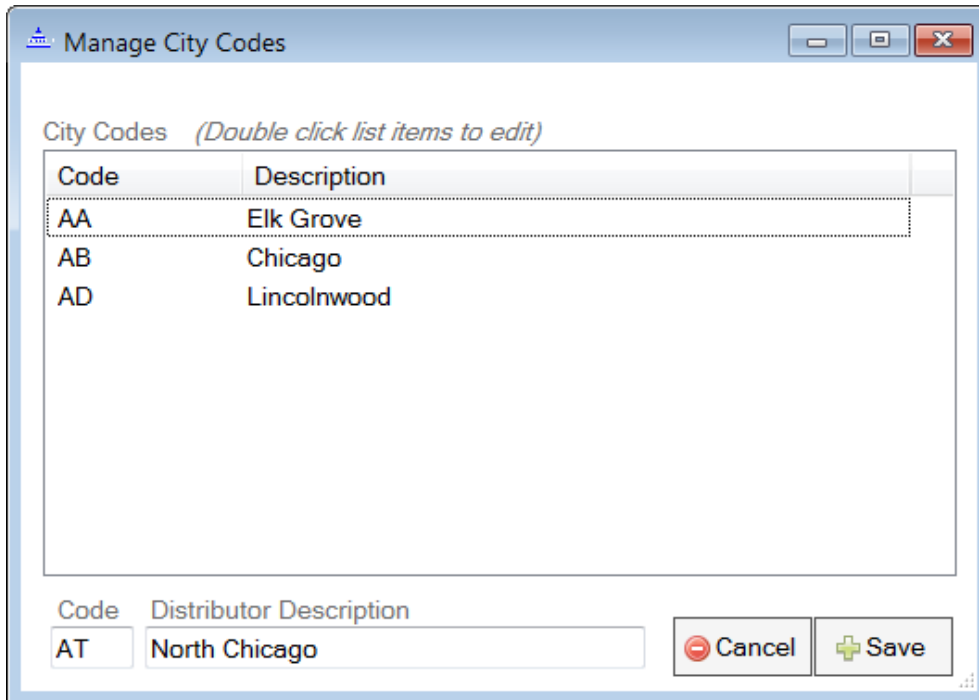 Manage City Codes
City Codes (Double click list items to edit)
Code Description
AA Elk Grove
AB Chicago
AD Lincolnwood
Code Distributor Description
AT North Chicago Cancel Save